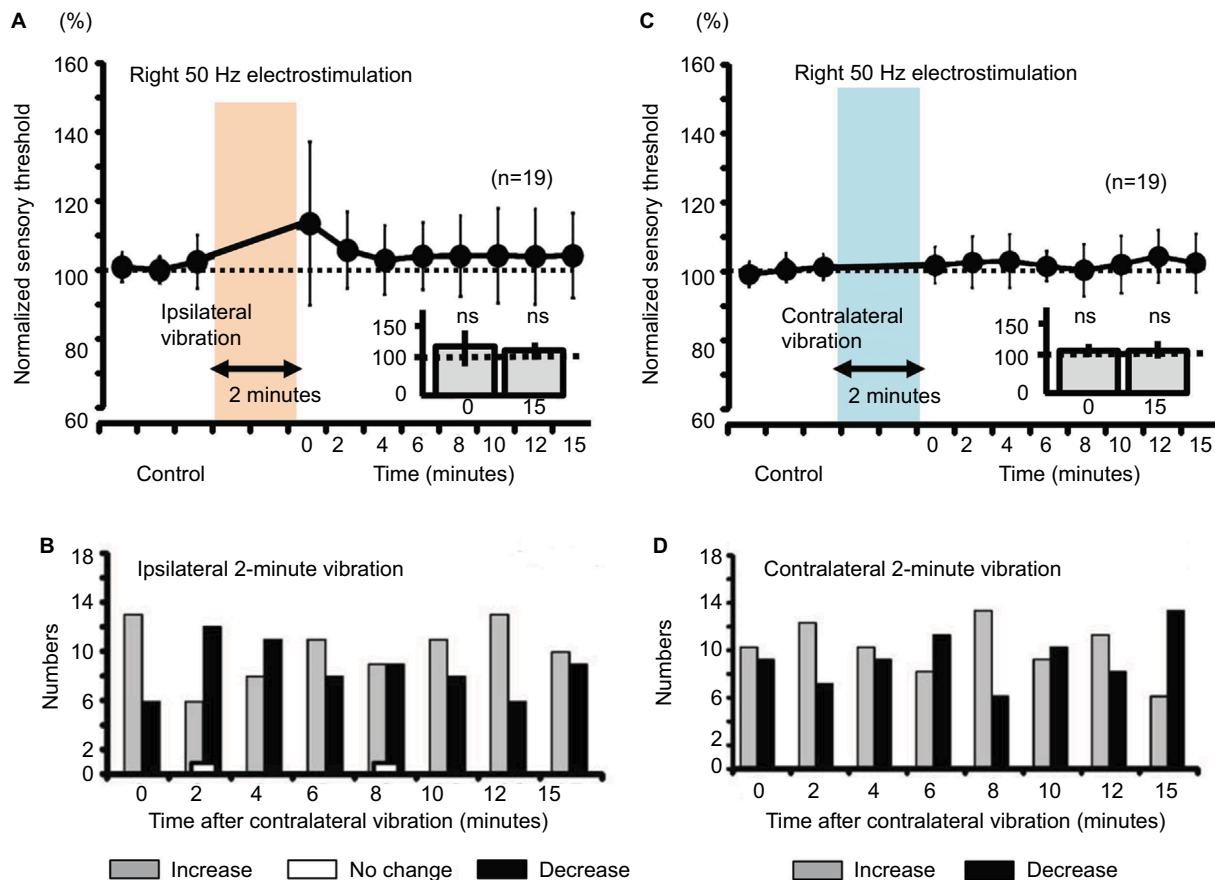 A (%)
Normalized sensory threshold
160
140
120
100
80
60
Right 50 Hz electrostimulation
(n=19)
Ipsilateral
vibration
2 minutes
150
100
0
ns ns
0 15
0 2 4 6 8 10 12 15
Control Time (minutes)
C (%)
Normalized sensory threshold
160
140
120
100
80
60
Right 50 Hz electrostimulation
(n=19)
Contralateral
vibration
2 minutes
150
100
0
ns ns
0 15
0 2 4 6 8 10 12 15
Control Time (minutes)
B
Numbers
18
14
10
6
2
0
Ipsilateral 2-minute vibration
0 2 4 6 8 10 12 15
Time after contralateral vibration (minutes)
Increase No change Decrease
D
Numbers
18
14
10
6
2
0
Contralateral 2-minute vibration
0 2 4 6 8 10 12 15
Time after contralateral vibration (minutes)
Increase Decrease